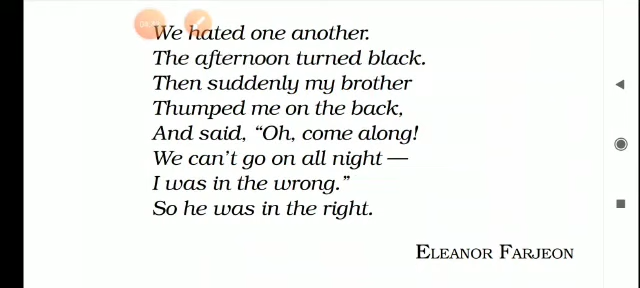 We hated one another.
The afternoon turned black.
Then suddenly my brother
Thumped me on the back,
And said, “Oh, come along!
We can’t go on all night —
I was in the wrong.”
So he was in the right.
ELEANOR FARJEON